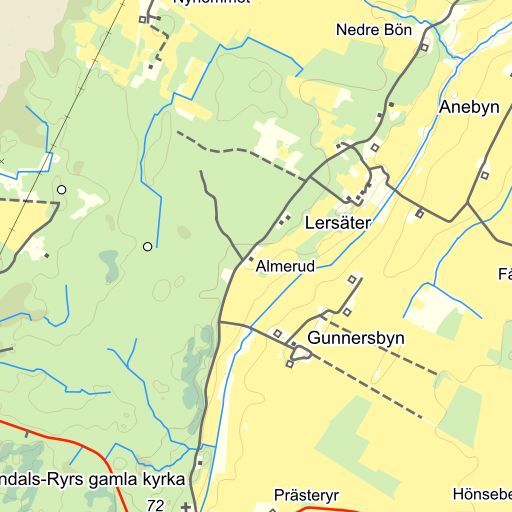 Nedre Bön
Anebyn
Lersäter
Almerud
Gunnersbyn
ndals-Ryrs gamla kyrka
72
Prästeryr
Hönsebe